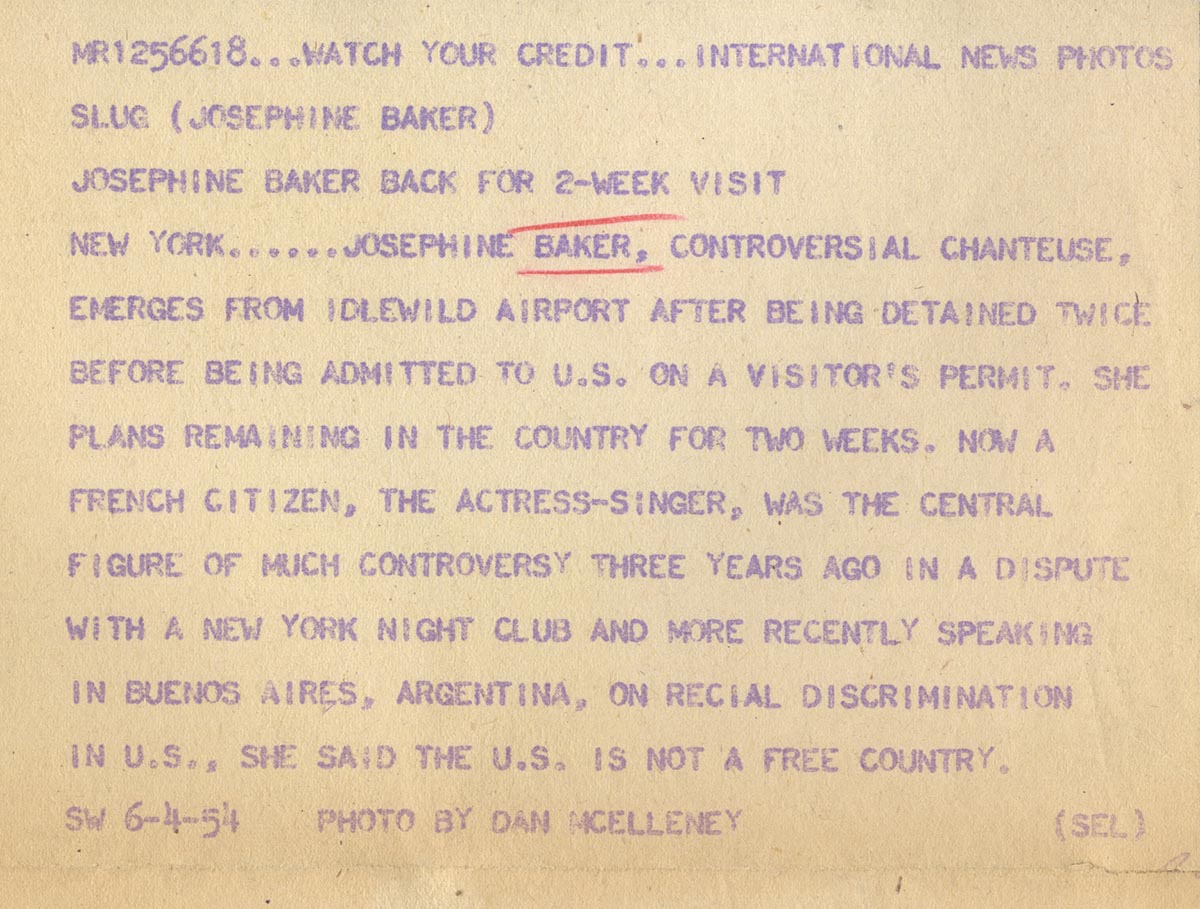 MR1256618...WATCH YOUR CREDIT...INTERNATIONAL NEWS PHOTOS
SLUG (JOSEPHINE BAKER)
JOSEPHINE BAKER BACK FOR 2-WEEK VISIT
NEW YORK......JOSEPHINE BAKER, CONTROVERSIAL CHANTEUSE,
EMERGES FROM IDLEWILD AIRPORT AFTER BEING DETAINED TWICE
BEFORE BEING ADMITTED TO U.S. ON A VISITOR'S PERMIT. SHE
PLANS REMAINING IN THE COUNTRY FOR TWO WEEKS. NOW A
FRENCH CITIZEN, THE ACTRESS-SINGER, WAS THE CENTRAL
FIGURE OF MUCH CONTROVERSY THREE YEARS AGO IN A DISPUTE
WITH A NEW YORK NIGHT CLUB AND MORE RECENTLY SPEAKING
IN BUENOS AIRES, ARGENTINA, ON RECIAL DISCRIMINATION
IN U.S., SHE SAID THE U.S. IS NOT A FREE COUNTRY.
SW 6-4-54 PHOTO BY DAN MCELLENEY (SEL)